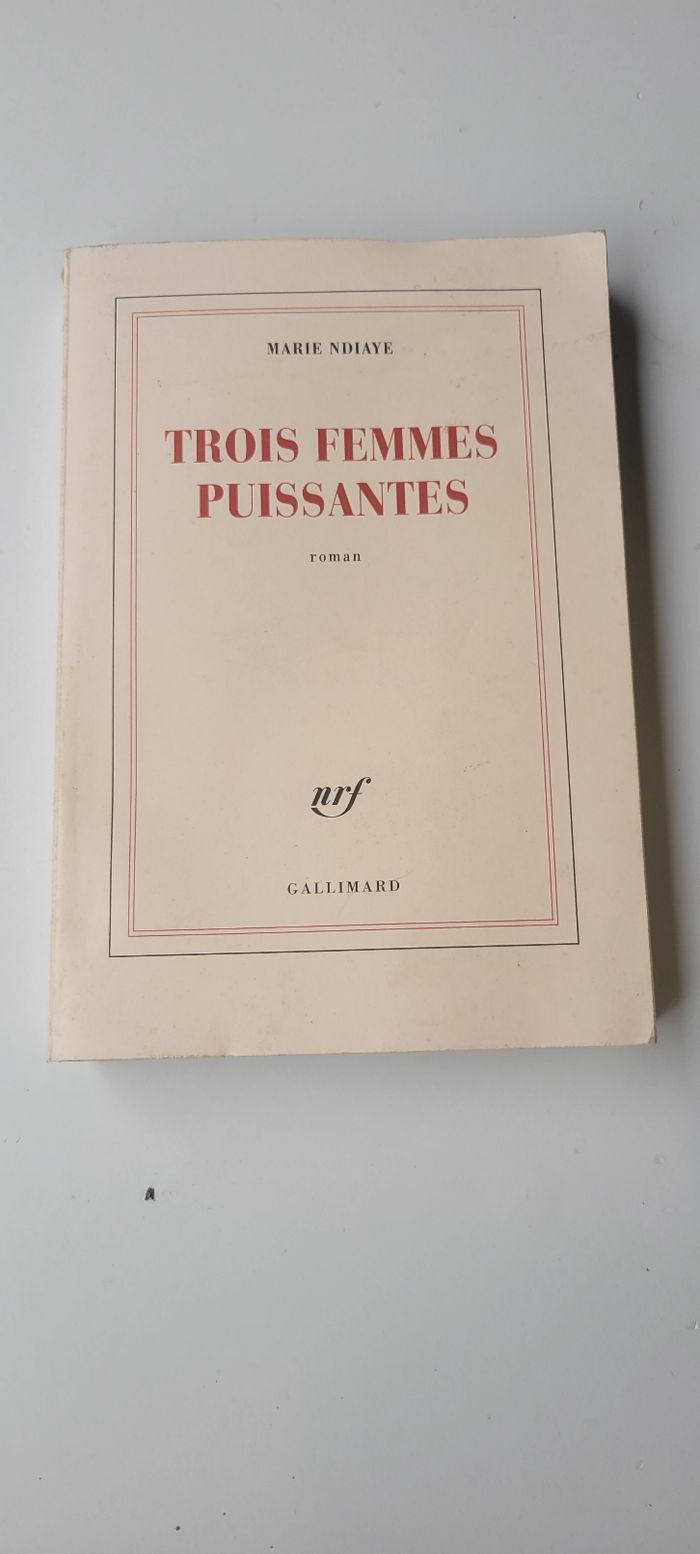 MARIE NDIAYE
TROIS FEMMES
PUISSANTES
roman
nrf
GALLIMARD